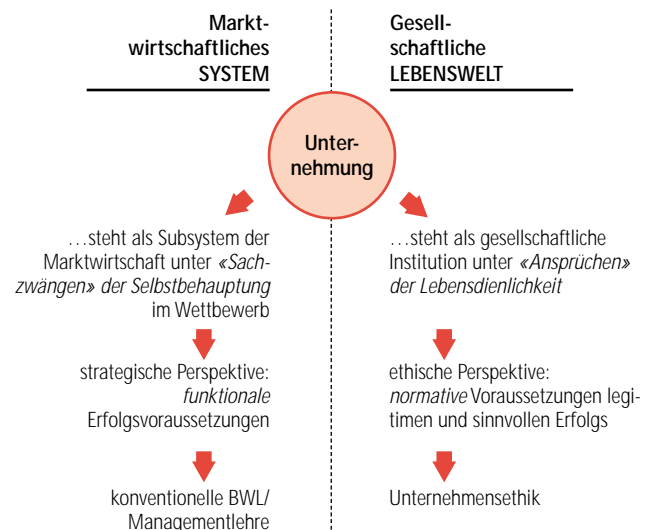 Markt-
wirtschaftliches
SYSTEM
Gesell-
schaftliche
LEBENSWELT
Unter-
nehmung
…steht als Subsystem der
Marktwirtschaft unter «Sach-
zwängen» der Selbstbehauptung
im Wettbewerb
…steht als gesellschaftliche
Institution unter «Ansprüchen»
der Lebensdienlichkeit
strategische Perspektive:
funktionale
Erfolgsvoraussetzungen
ethische Perspektive:
normative Voraussetzungen legi-
timen und sinnvollen Erfolgs
konventionelle BWL/
Managementlehre
Unternehmensethik